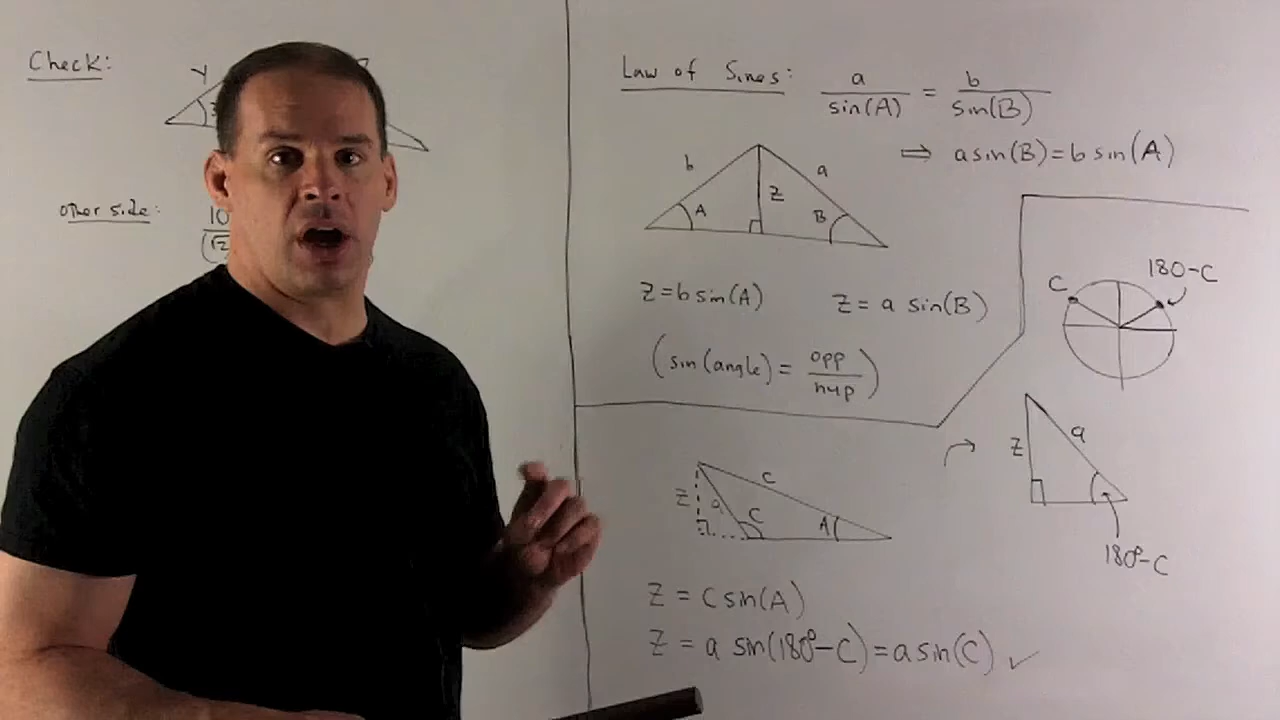 Check:
Y
other side:
10
(√2
Law of Sines: a/sin(A) = b/sin(B)
⇒ a sin(B) = b sin(A)
b
a
z
A
B
z = b sin(A)
z = a sin(B)
(sin(angle) = opp/hyp)
C
180-C
z
a
180°-C
c
z
a
C
A
z = c sin(A)
z = a sin(180°-C) = a sin(C) ✓